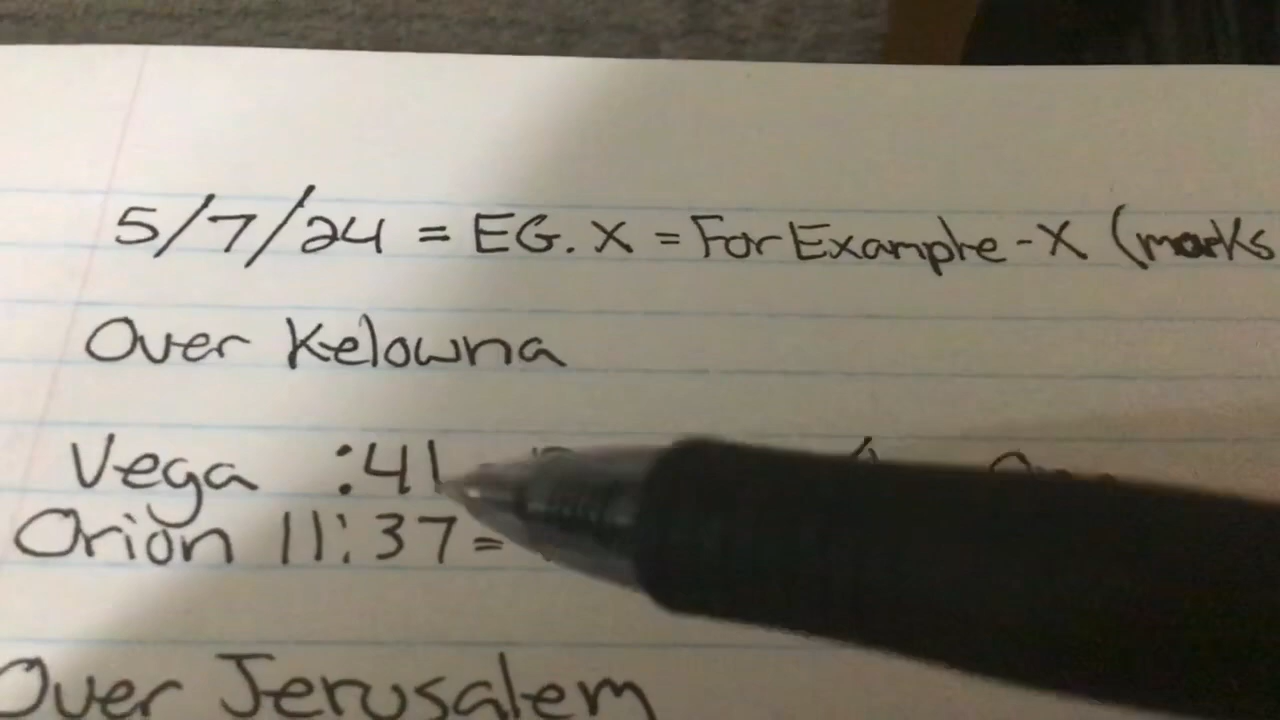 5/7/24 = EG. X = For Example - X (marks
Over Kelowna
Vega :41
Orion 11:37 =
Over Jerusalem